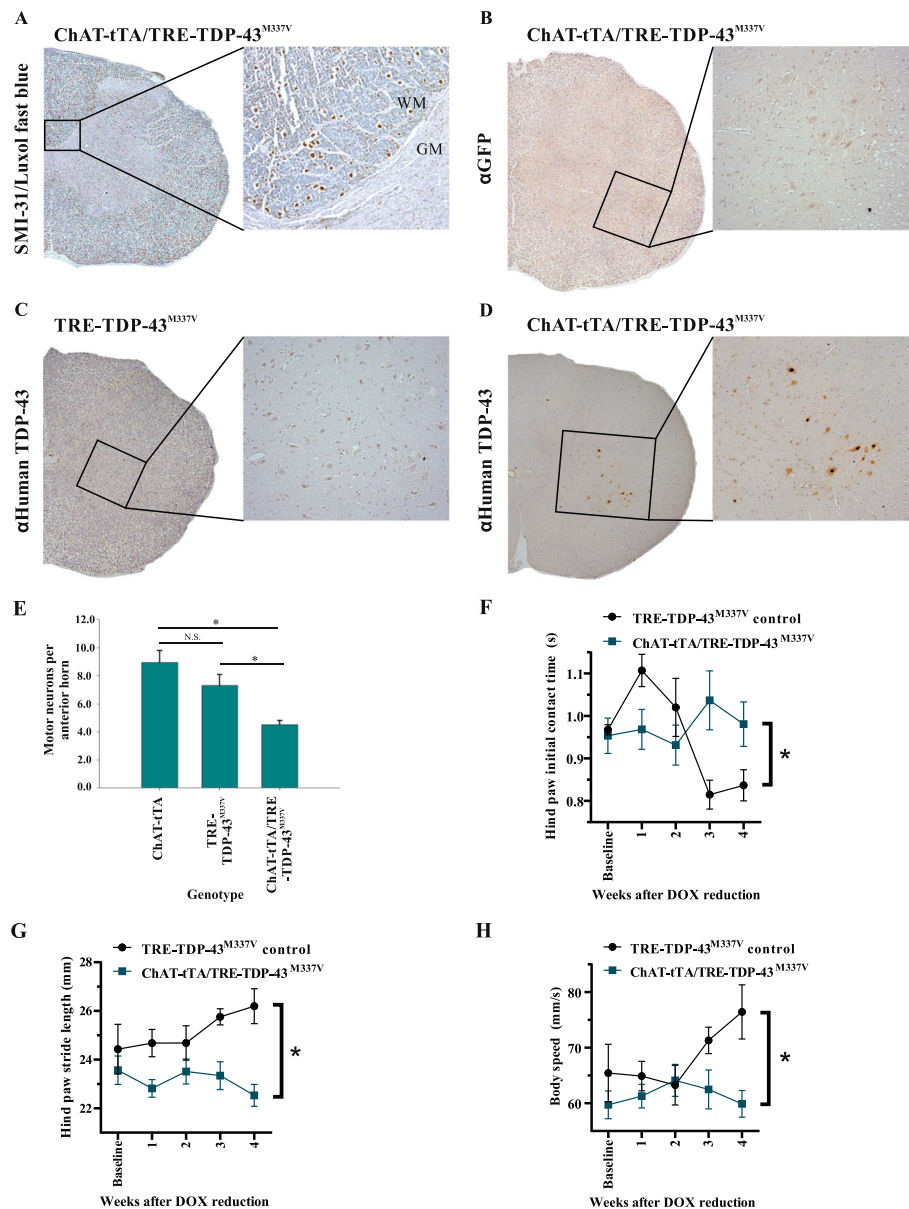 A
ChAT-tTA/TRE-TDP-43M337V
SMI-31/Luxol fast blue
WM
GM
B
ChAT-tTA/TRE-TDP-43M337V
αGFP
C
TRE-TDP-43M337V
αHuman TDP-43
D
ChAT-tTA/TRE-TDP-43M337V
αHuman TDP-43
E
Motor neurons per
anterior horn
12.0
10.0
8.0
6.0
4.0
2.0
0.0
*
N.S.
*
ChAT-tTA
TRE-
TDP-43M337V
ChAT-tTA/TRE
-TDP-43M337V
Genotype
F
TRE-TDP-43M337V control
ChAT-tTA/TRE-TDP-43M337V
Hind paw initial contact time (s)
1.1
1.0
0.9
0.8
*
Baseline
1
2
3
4
Weeks after DOX reduction
G
TRE-TDP-43M337V control
ChAT-tTA/TRE-TDP-43M337V
Hind paw stride length (mm)
28
26
24
22
*
Baseline
1
2
3
4
Weeks after DOX reduction
H
TRE-TDP-43M337V control
ChAT-tTA/TRE-TDP-43M337V
Body speed (mm/s)
80
70
60
*
Baseline
1
2
3
4
Weeks after DOX reduction